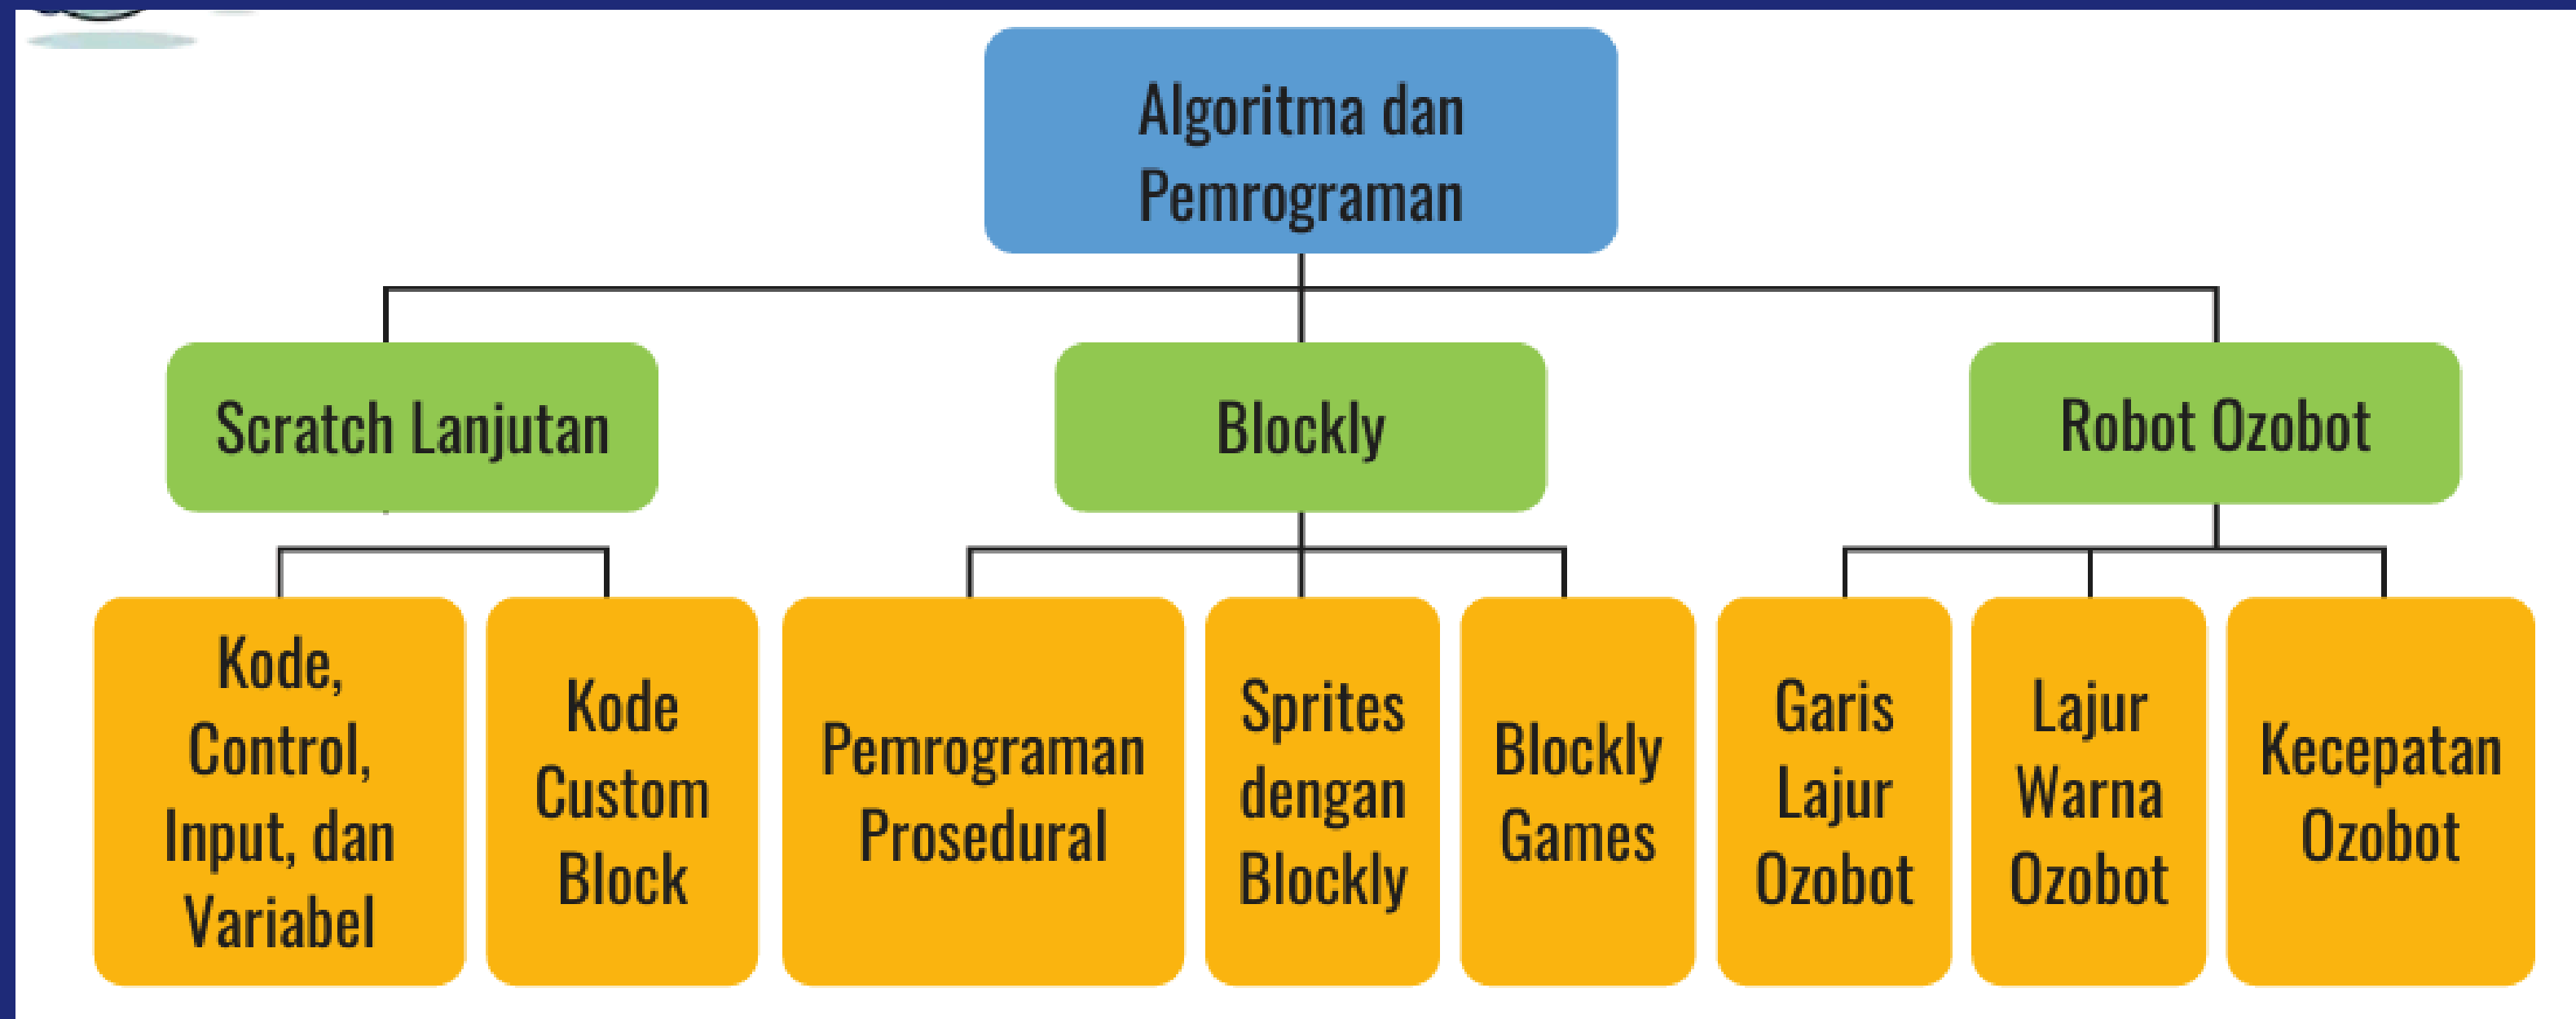 Algoritma dan
Pemrograman
Scratch Lanjutan
Blockly
Robot Ozobot
Kode,
Control,
Input, dan
Variabel
Kode
Custom
Block
Pemrograman
Prosedural
Sprites
dengan
Blockly
Blockly
Games
Garis
Lajur
Ozobot
Lajur
Warna
Ozobot
Kecepatan
Ozobot